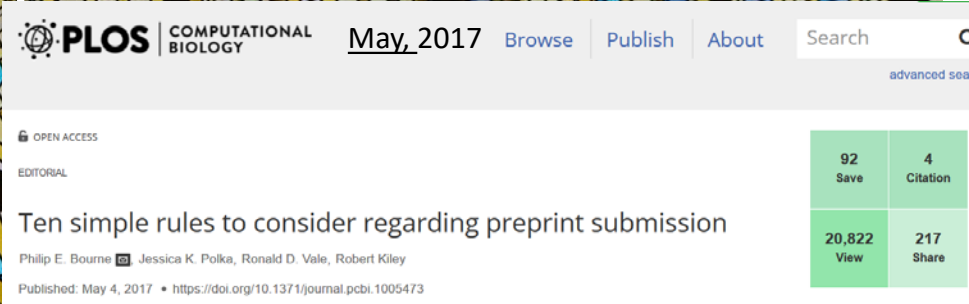 PLOS COMPUTATIONAL BIOLOGY May, 2017 Browse Publish About Search
advanced sea
OPEN ACCESS
EDITORIAL
92 Save 4 Citation
Ten simple rules to consider regarding preprint submission
Philip E. Bourne, Jessica K. Polka, Ronald D. Vale, Robert Kiley
20,822 View 217 Share
Published: May 4, 2017 • https://doi.org/10.1371/journal.pcbi.1005473